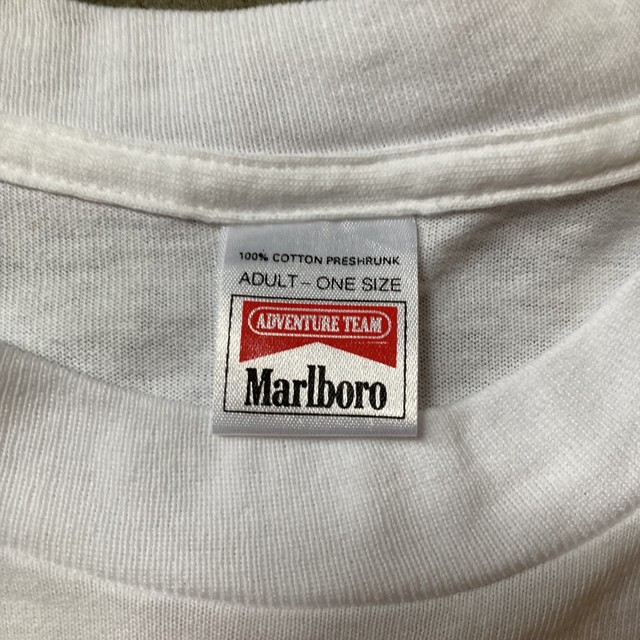 100% COTTON PRESHRUNK
ADULT – ONE SIZE
ADVENTURE TEAM
Marlboro